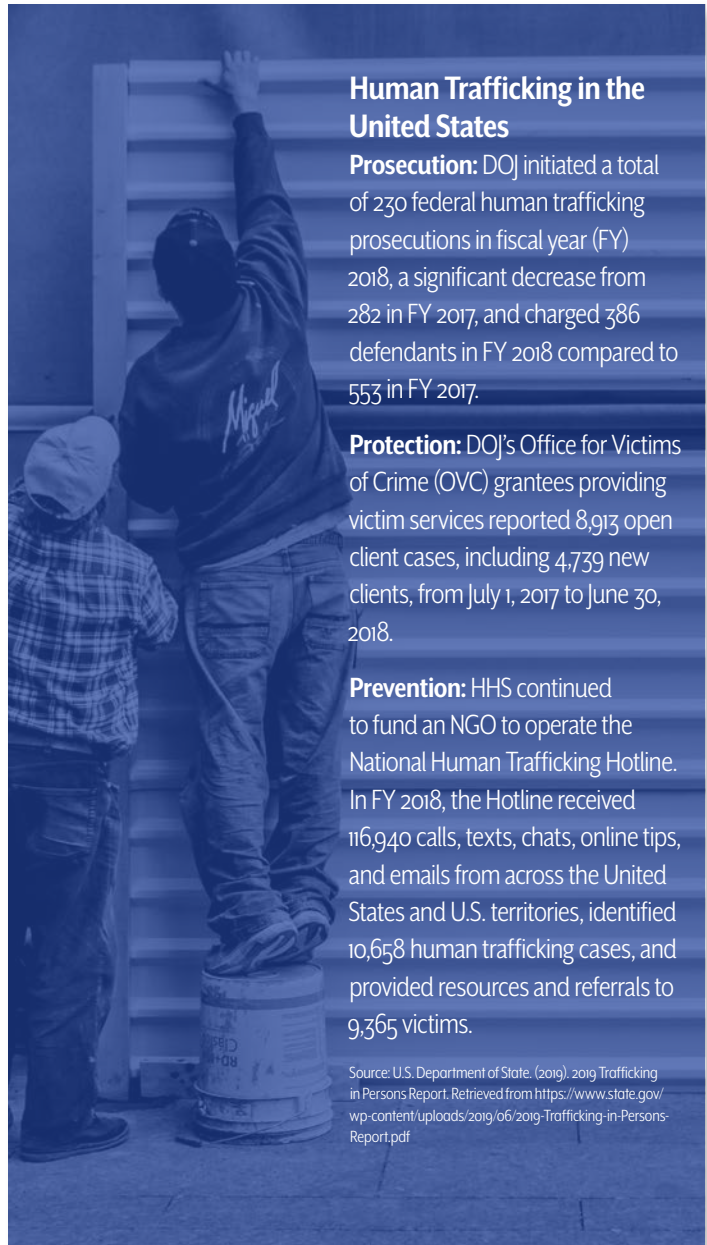 Human Trafficking in the
United States
Prosecution: DOJ initiated a total
of 230 federal human trafficking
prosecutions in fiscal year (FY)
2018, a significant decrease from
282 in FY 2017, and charged 386
defendants in FY 2018 compared to
553 in FY 2017.
Protection: DOJ's Office for Victims
of Crime (OVC) grantees providing
victim services reported 8,913 open
client cases, including 4,739 new
clients, from July 1, 2017 to June 30,
2018.
Prevention: HHS continued
to fund an NGO to operate the
National Human Trafficking Hotline.
In FY 2018, the Hotline received
116,940 calls, texts, chats, online tips,
and emails from across the United
States and U.S. territories, identified
10,658 human trafficking cases, and
provided resources and referrals to
9,365 victims.
Source: U.S. Department of State. (2019). 2019 Trafficking
in Persons Report. Retrieved from https://www.state.gov/
wp-content/uploads/2019/06/2019-Trafficking-in-Persons-
Report.pdf
Miguel